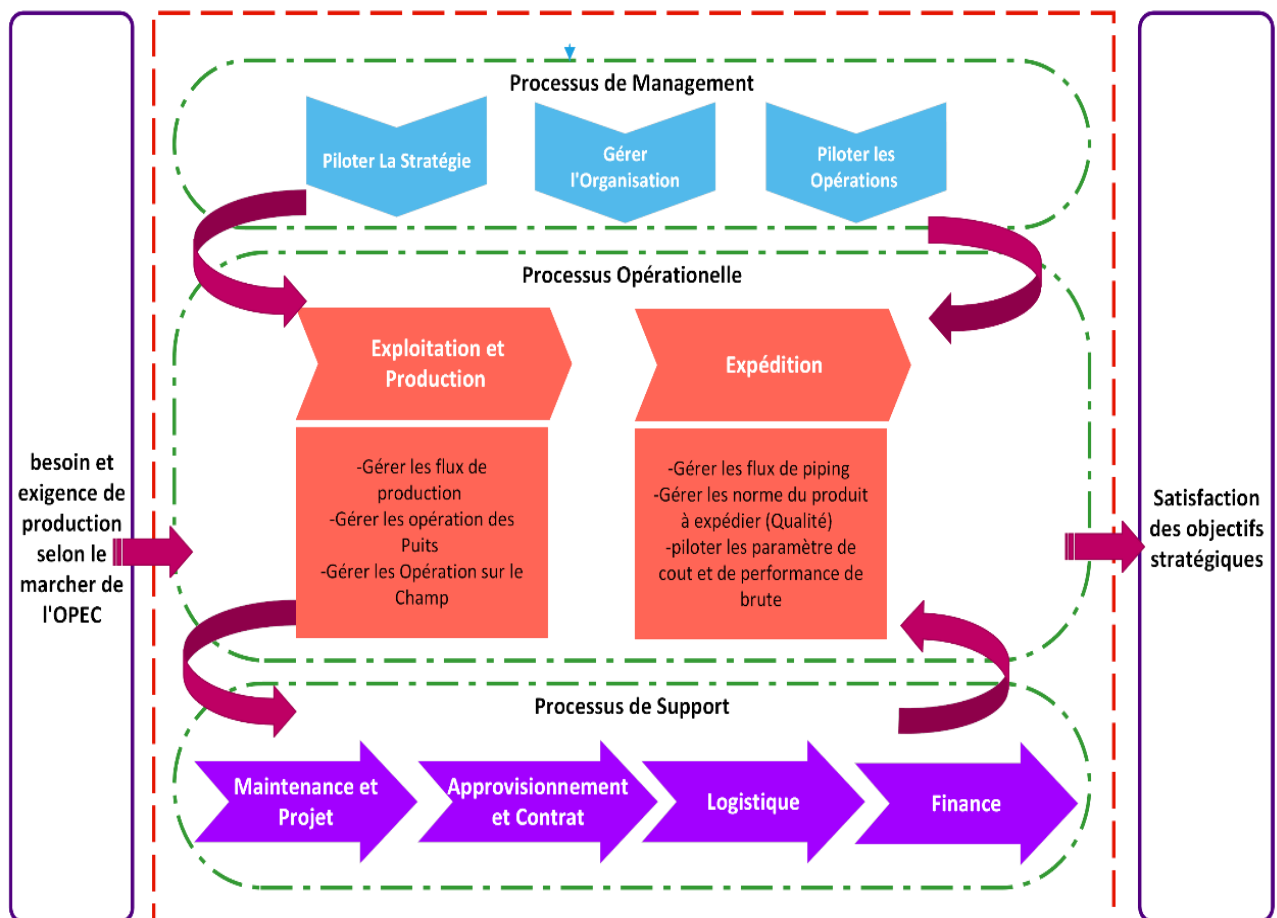 Processus de Management
Piloter La Stratégie
Gérer
l'Organisation
Piloter les
Opérations
besoin et
exigence de
production
selon le
marcher de
l'OPEC
Processus Opérationelle
Exploitation et
Production
Expédition
-Gérer les flux de
production
-Gérer les opération des
Puits
-Gérer les Opération sur le
Champ
-Gérer les flux de piping
-Gérer les norme du produit
à expédier (Qualité)
-piloter les paramètre de
cout et de performance de
brute
Satisfaction
des objectifs
stratégiques
Processus de Support
Maintenance et
Projet
Approvisionnement
et Contrat
Logistique
Finance